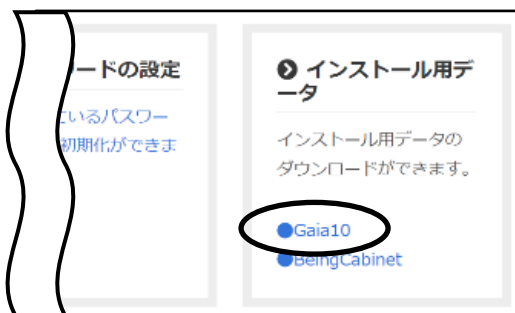 ードの設定
いるパスワー
初期化ができま
インストール用デ
ータ
インストール用データの
ダウンロードができます。
●Gaia10
●BeingCabinet